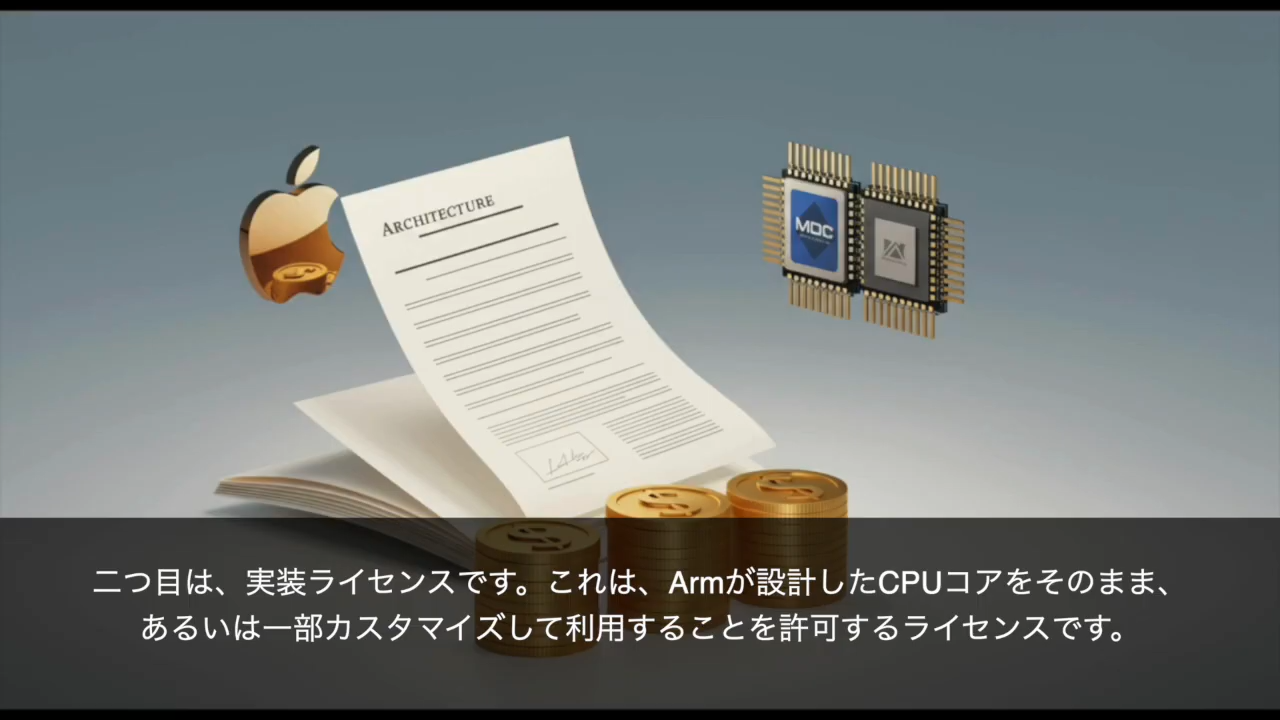 ARCHITECTURE
MOC
二つ目は、実装ライセンスです。これは、Armが設計したCPUコアをそのまま、
あるいは一部カスタマイズして利用することを許可するライセンスです。